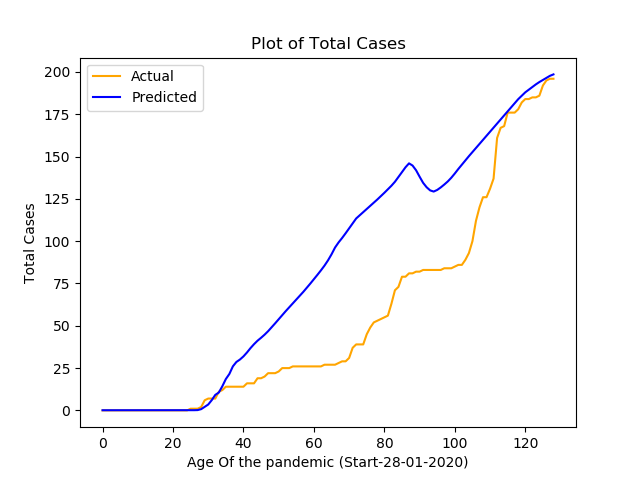 Plot of Total Cases
Actual
Predicted
200
175
150
125
100
75
50
25
0
Total Cases
0 20 40 60 80 100 120
Age Of the pandemic (Start-28-01-2020)